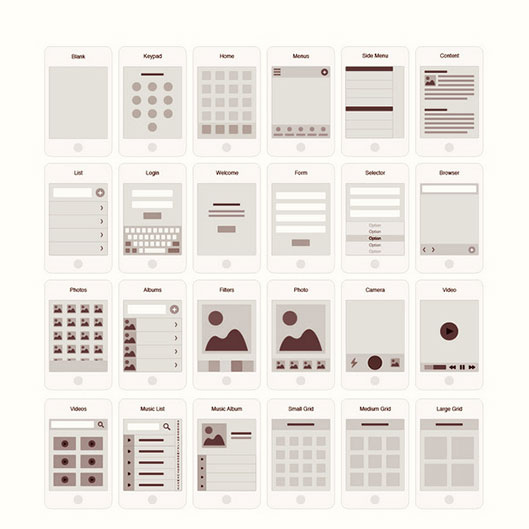 Blank
Keypad
Home
Menus
Side Menu
Content
List
Login
Welcome
Form
Selector
Option
Option
Option
Option
Option
Browser
Photos
Albums
Filters
Photo
Camera
Video
Videos
Music List
Music Album
Small Grid
Medium Grid
Large Grid